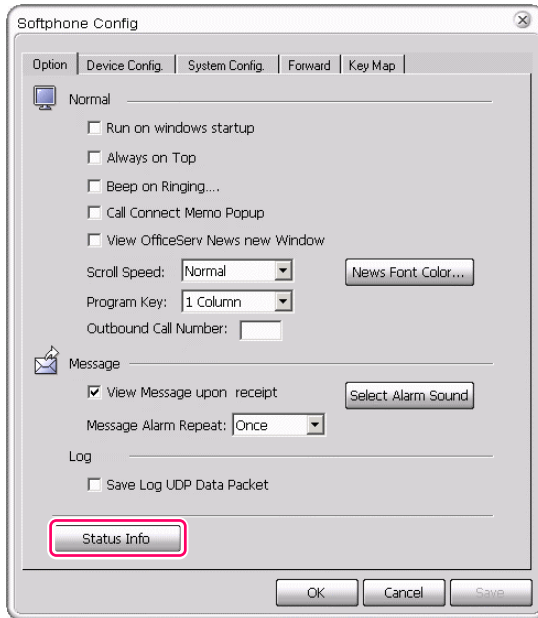 Softphone Config
Option Device Config. System Config. Forward Key Map
Normal
Run on windows startup
Always on Top
Beep on Ringing....
Call Connect Memo Popup
View OfficeServ News new Window
Scroll Speed: Normal News Font Color...
Program Key: 1 Column
Outbound Call Number:
Message
View Message upon receipt Select Alarm Sound
Message Alarm Repeat: Once
Log
Save Log UDP Data Packet
Status Info
OK Cancel Save